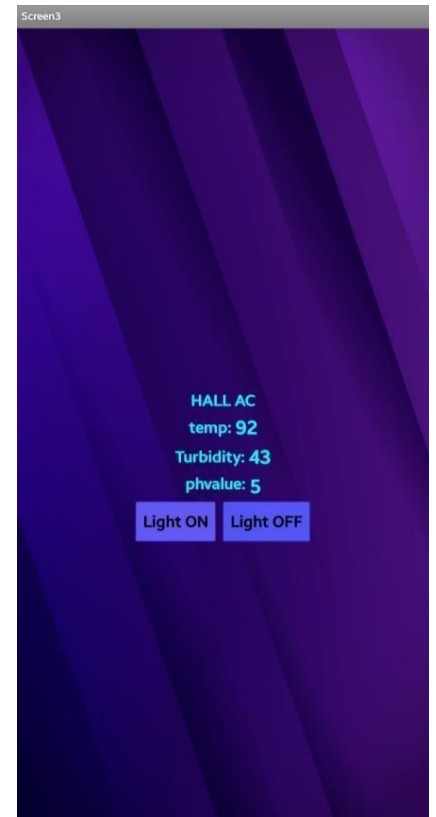 Screen3
HALL AC
temp: 92
Turbidity: 43
phvalue: 5
Light ON Light OFF